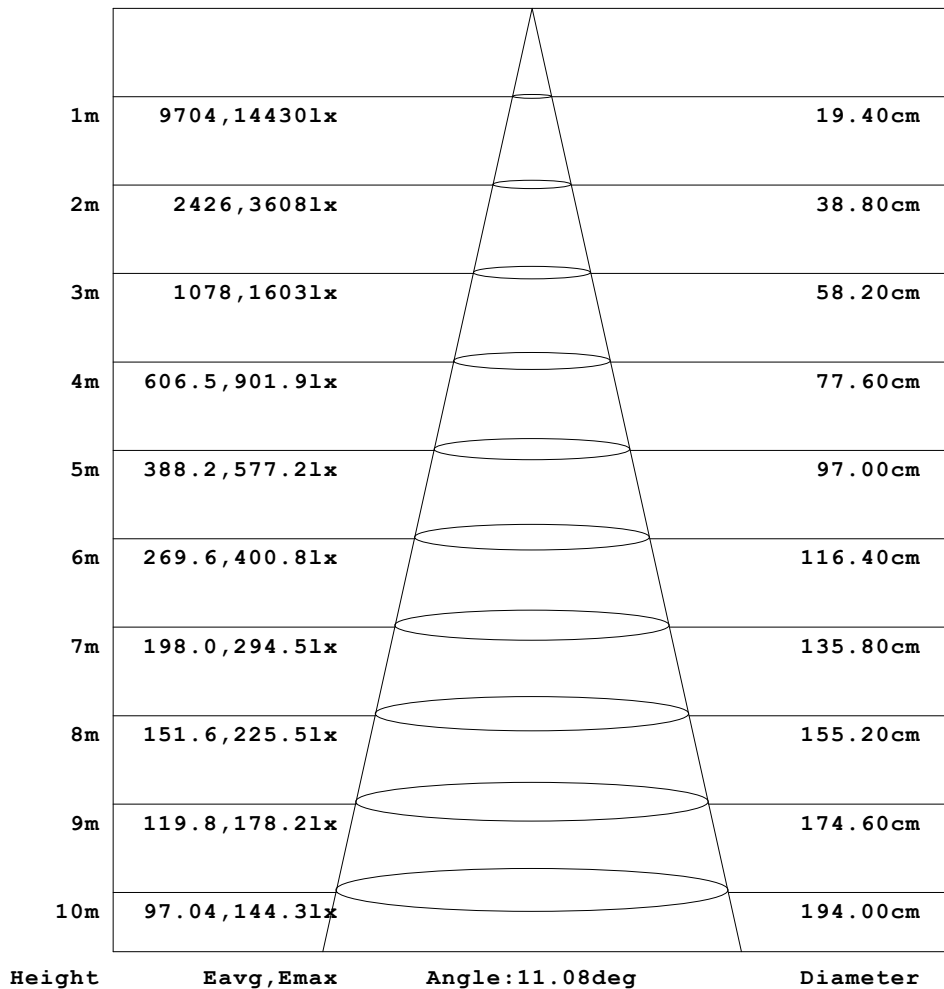 1m 9704,14430lx 19.40cm
2m 2426,3608lx 38.80cm
3m 1078,1603lx 58.20cm
4m 606.5,901.9lx 77.60cm
5m 388.2,577.2lx 97.00cm
6m 269.6,400.8lx 116.40cm
7m 198.0,294.5lx 135.80cm
8m 151.6,225.5lx 155.20cm
9m 119.8,178.2lx 174.60cm
10m 97.04,144.3lx 194.00cm
Height Eavg,Emax Angle:11.08deg Diameter